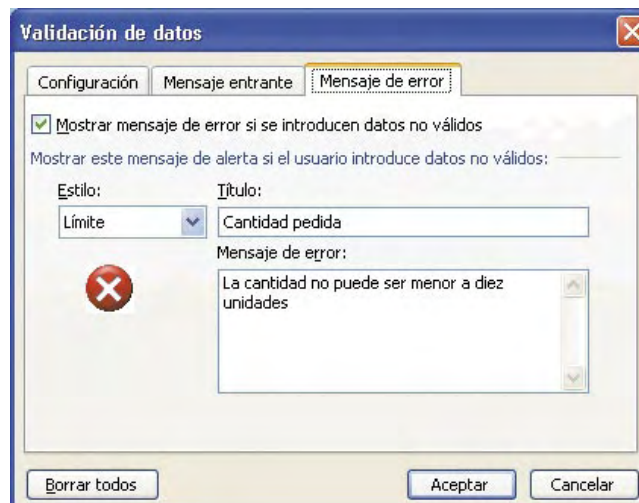 Validación de datos
Configuración
Mensaje entrante
Mensaje de error
Mostrar mensaje de error si se introducen datos no válidos
Mostrar este mensaje de alerta si el usuario introduce datos no válidos:
Estilo:
Título:
Límite
Cantidad pedida
Mensaje de error:
La cantidad no puede ser menor a diez
unidades
Borrar todos
Aceptar
Cancelar